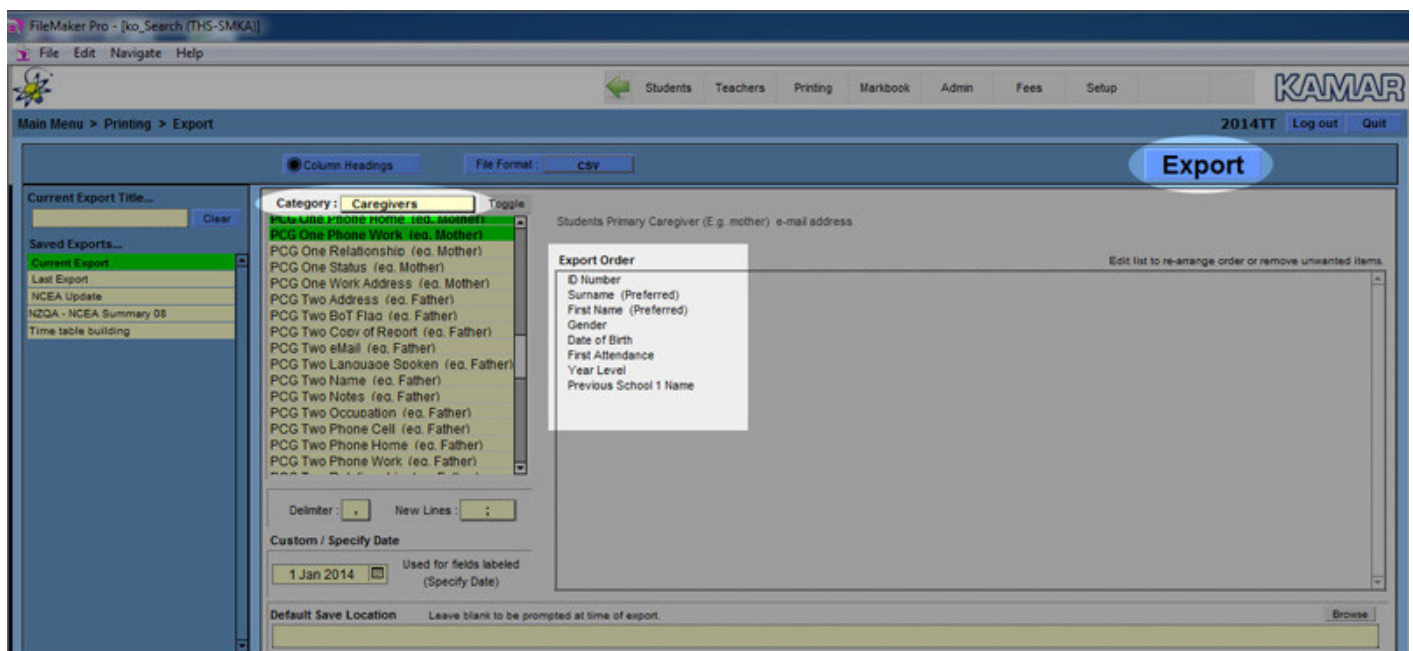 FileMaker Pro - [ko_Search (THS-SMKA)]
File Edit Navigate Help
Students Teachers Printing Markbook Admin Fees Setup
KAMAR
Main Menu > Printing > Export
2014TT Log out Quit
Column Headings File Format : CSV
Export
Current Export Title...
Clear
Saved Exports...
Current Export
Last Export
NCEA Update
NZQA - NCEA Summary 08
Time table building
Category : Caregivers Toggle
PCG One Phone Home (eg. Mother)
PCG One Phone Work (eg. Mother)
PCG One Relationship (eg. Mother)
PCG One Status (eg. Mother)
PCG One Work Address (eg. Mother)
PCG Two Address (eg. Father)
PCG Two BoT Flag (eg. Father)
PCG Two Copy of Report (eg. Father)
PCG Two eMail (eg. Father)
PCG Two Language Spoken (eg. Father)
PCG Two Name (eg. Father)
PCG Two Notes (eg. Father)
PCG Two Occupation (eg. Father)
PCG Two Phone Cell (eg. Father)
PCG Two Phone Home (eg. Father)
PCG Two Phone Work (eg. Father)
Delimiter : , New Lines : ;
Custom / Specify Date
1 Jan 2014
Used for fields labeled
(Specify Date)
Students Primary Caregiver (E.g. mother) e-mail address
Export Order
Edit list to re-arrange order or remove unwanted items.
ID Number
Surname (Preferred)
First Name (Preferred)
Gender
Date of Birth
First Attendance
Year Level
Previous School 1 Name
Default Save Location Leave blank to be prompted at time of export.
Browse